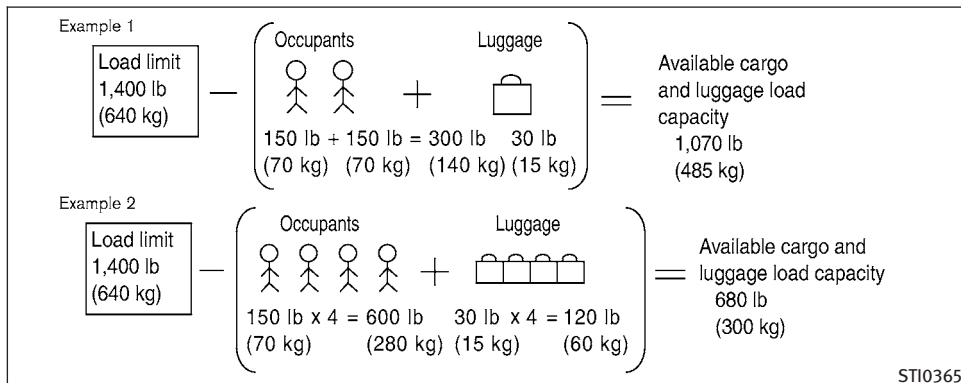 Example 1
Load limit
1,400 lb
(640 kg)
Occupants
Luggage
150 lb + 150 lb = 300 lb 30 lb
(70 kg) (70 kg) (140 kg) (15 kg)
Available cargo
and luggage load
capacity
1,070 lb
(485 kg)
Example 2
Load limit
1,400 lb
(640 kg)
Occupants
Luggage
150 lb x 4 = 600 lb 30 lb x 4 = 120 lb
(70 kg) (280 kg) (15 kg) (60 kg)
Available cargo and
luggage load capacity
680 lb
(300 kg)
STI0365